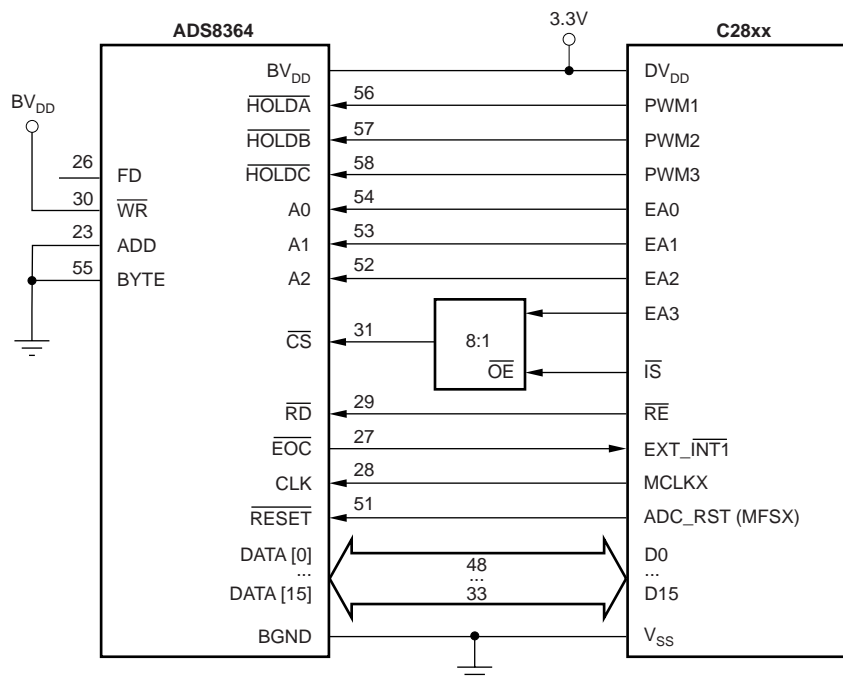 ADS8364
C28xx
3.3V
BVDD
DVDD
HOLDA
56
PWM1
BVDD
HOLDB
57
PWM2
26
FD
HOLDC
58
PWM3
30
WR
A0
54
EA0
23
ADD
A1
53
EA1
55
BYTE
A2
52
EA2
EA3
CS
31
8:1
OE
IS
RD
29
RE
EOC
27
EXT_INT1
CLK
28
MCLKX
RESET
51
ADC_RST (MFSX)
DATA [0]
...
DATA [15]
48
...
33
D0
...
D15
BGND
VSS